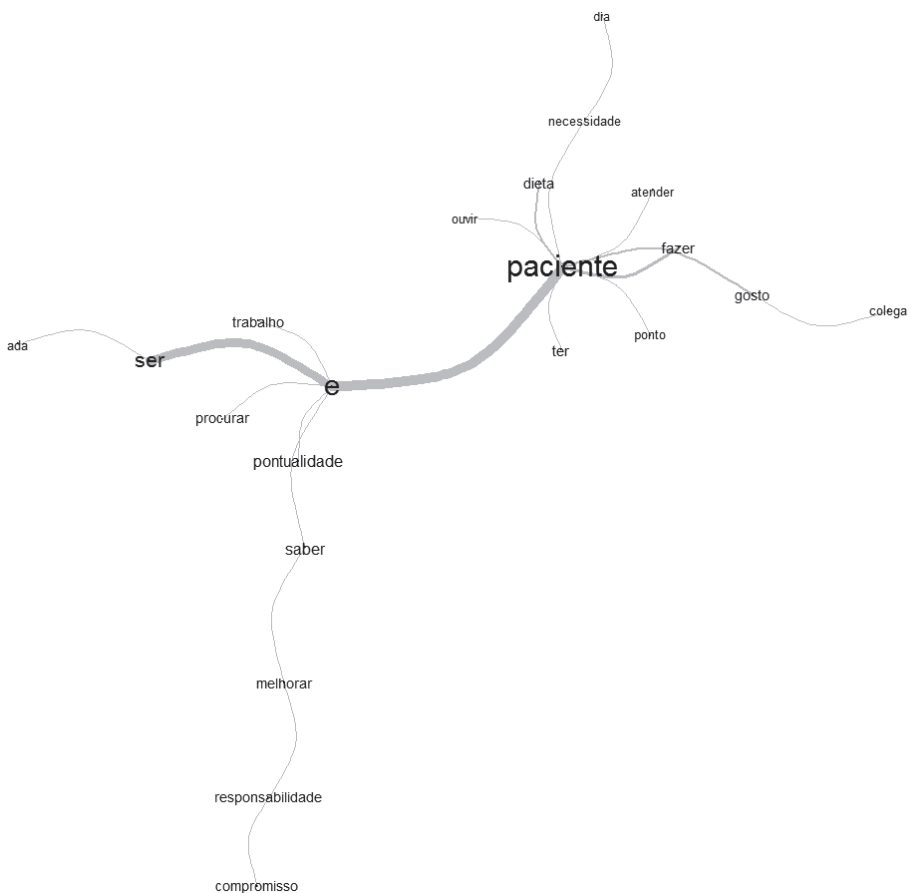 dia
necessidade
dieta
atender
ouvir
fazer
paciente
gosto
colega
trabalho
ponto
ada
ter
ser
e
procurar
pontualidade
saber
melhorar
responsabilidade
compromisso